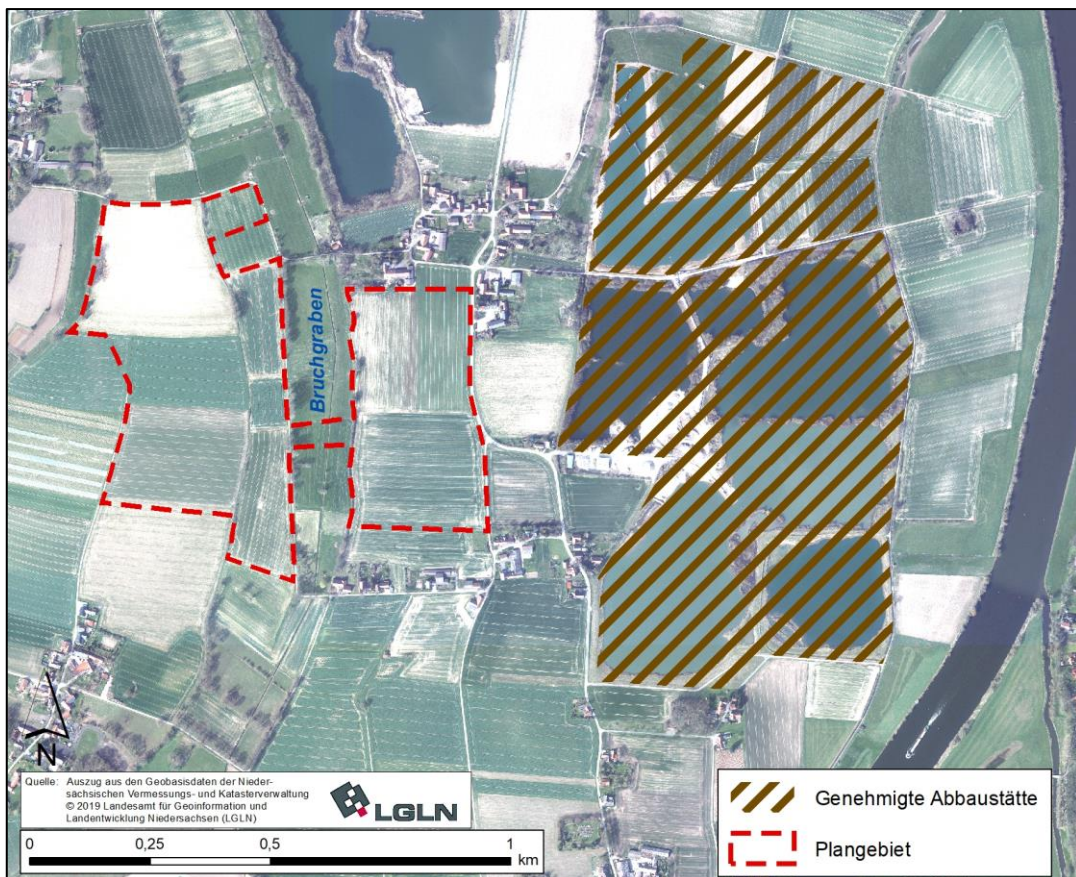 Bruchgraben
N
Quelle: Auszug aus den Geobasisdaten der Nieder-
sächsischen Vermessungs- und Katasterverwaltung
© 2019 Landesamt für Geoinformation und
Landentwicklung Niedersachsen (LGLN)
LGLN
0 0,25 0,5 1
km
Genehmigte Abbaustätte
Plangebiet